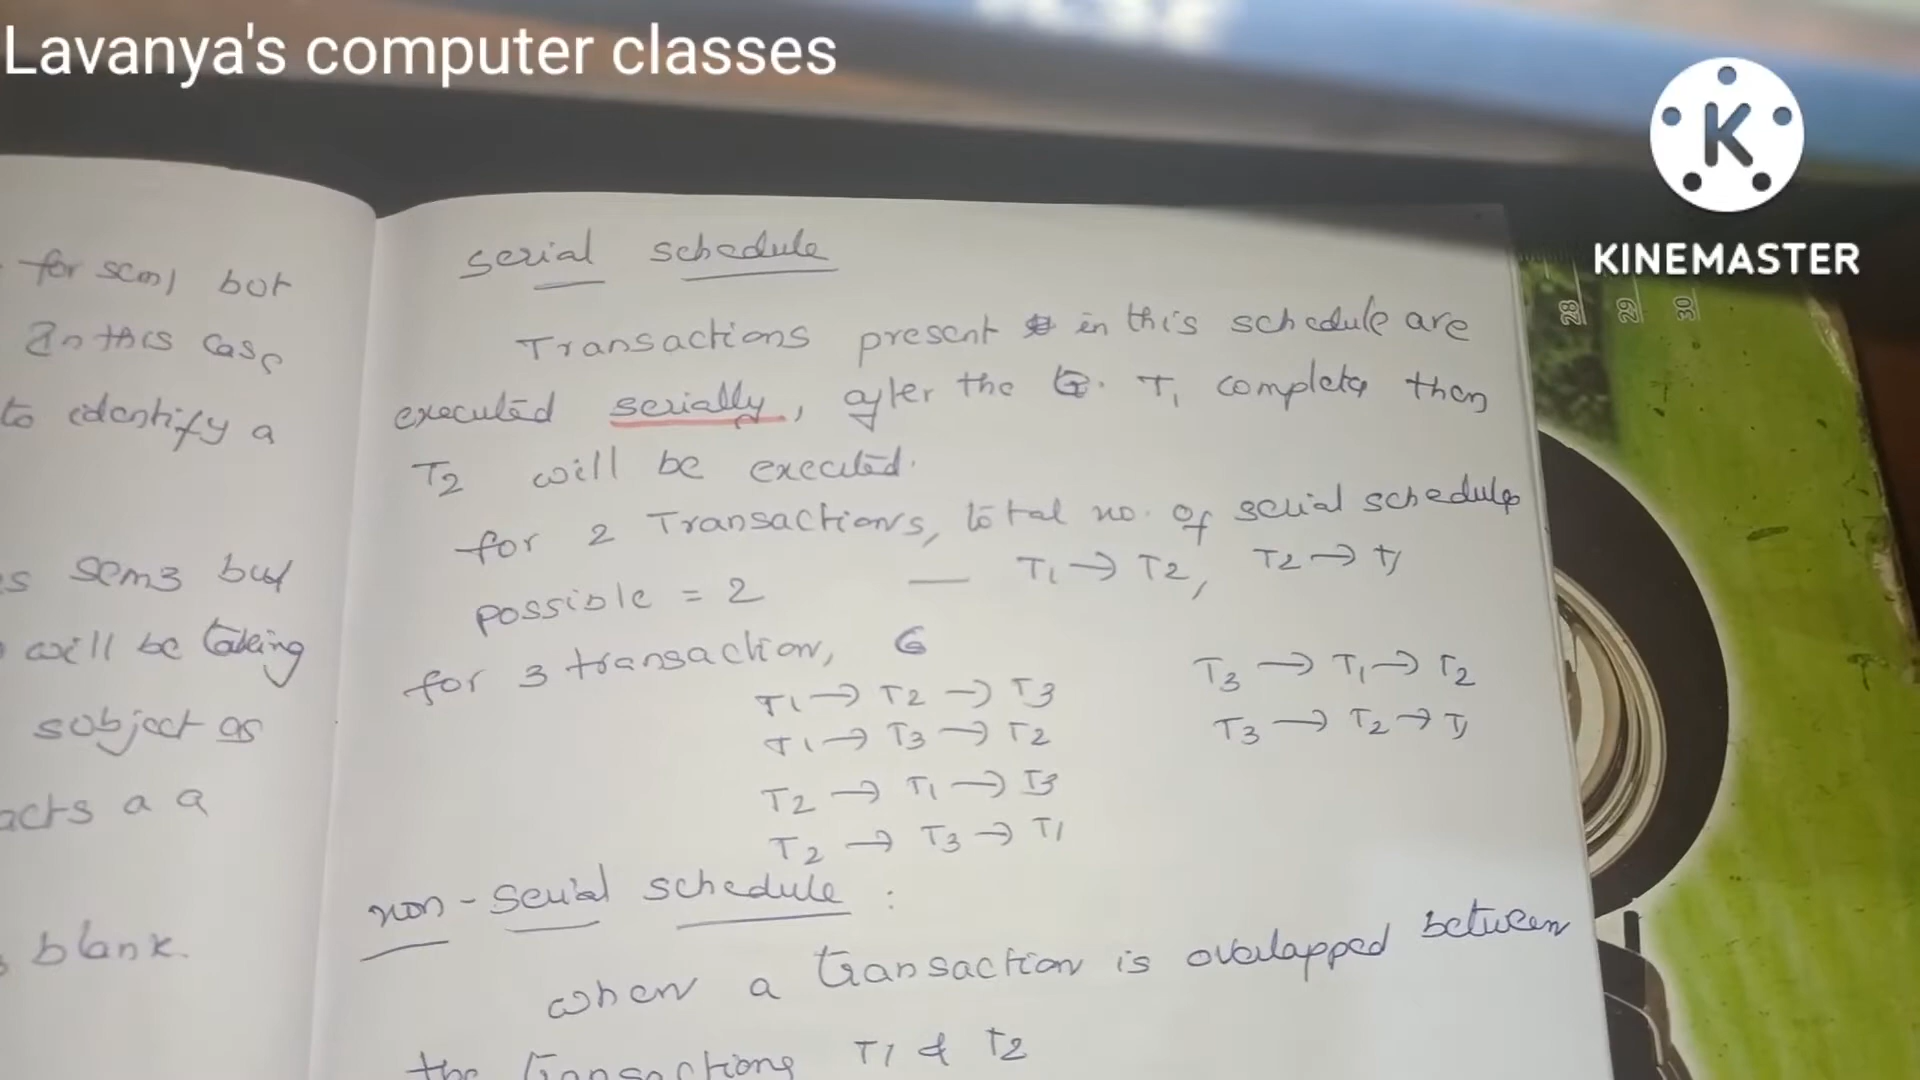 Lavanya's computer classes
K
KINEMASTER
28 29 30
for sem1 bot
In this case
to identify a
sem3 but
will be taking
subject as
acts a a
blank.
serial schedule
Transactions present in this schedule are
executed serially, after the T1 complete then
T2 will be executed.
for 2 Transactions, total no. of serial schedule
possible = 2 — T1 → T2, T2 → T1
for 3 transaction, 6
T1 → T2 → T3
T1 → T3 → T2
T2 → T1 → T3
T2 → T3 → T1
T3 → T1 → T2
T3 → T2 → T1
non-serial schedule :
when a transaction is overlapped between
the transactions T1 & T2